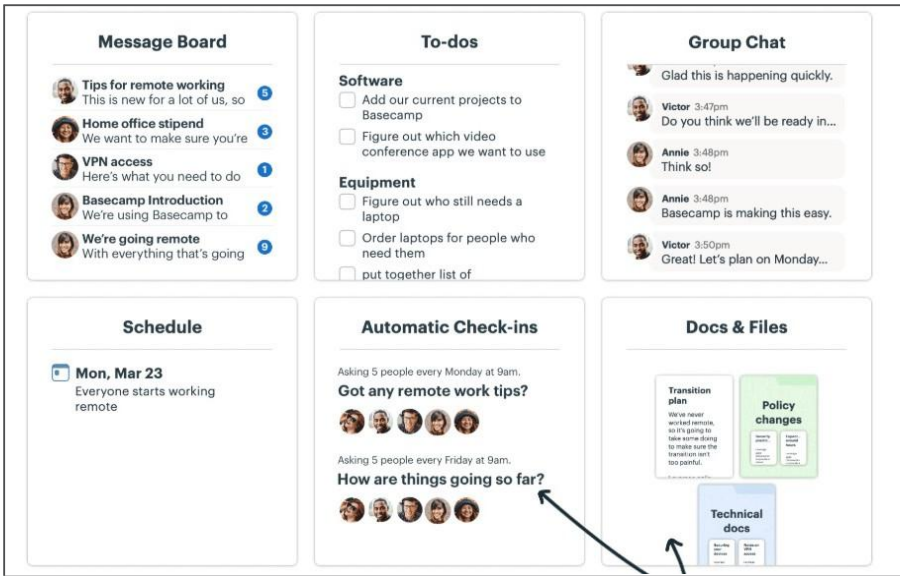 Message Board
Tips for remote working
This is new for a lot of us, so
5
Home office stipend
We want to make sure you're
3
VPN access
Here's what you need to do
1
Basecamp Introduction
We're using Basecamp to
2
We're going remote
With everything that's going
9
To-dos
Software
Add our current projects to
Basecamp
Figure out which video
conference app we want to use
Equipment
Figure out who still needs a
laptop
Order laptops for people who
need them
put together list of
Group Chat
Glad this is happening quickly.
Victor 3:47pm
Do you think we'll be ready in...
Annie 3:48pm
Think so!
Annie 3:48pm
Basecamp is making this easy.
Victor 3:50pm
Great! Let's plan on Monday...
Schedule
Mon, Mar 23
Everyone starts working
remote
Automatic Check-ins
Asking 5 people every Monday at 9am.
Got any remote work tips?
Asking 5 people every Friday at 9am.
How are things going so far?
Docs & Files
Transition
plan
We've never
worked remote,
so it's going to
take some doing
to make sure the
transition isn't
too painful.
Policy
changes
Technical
docs